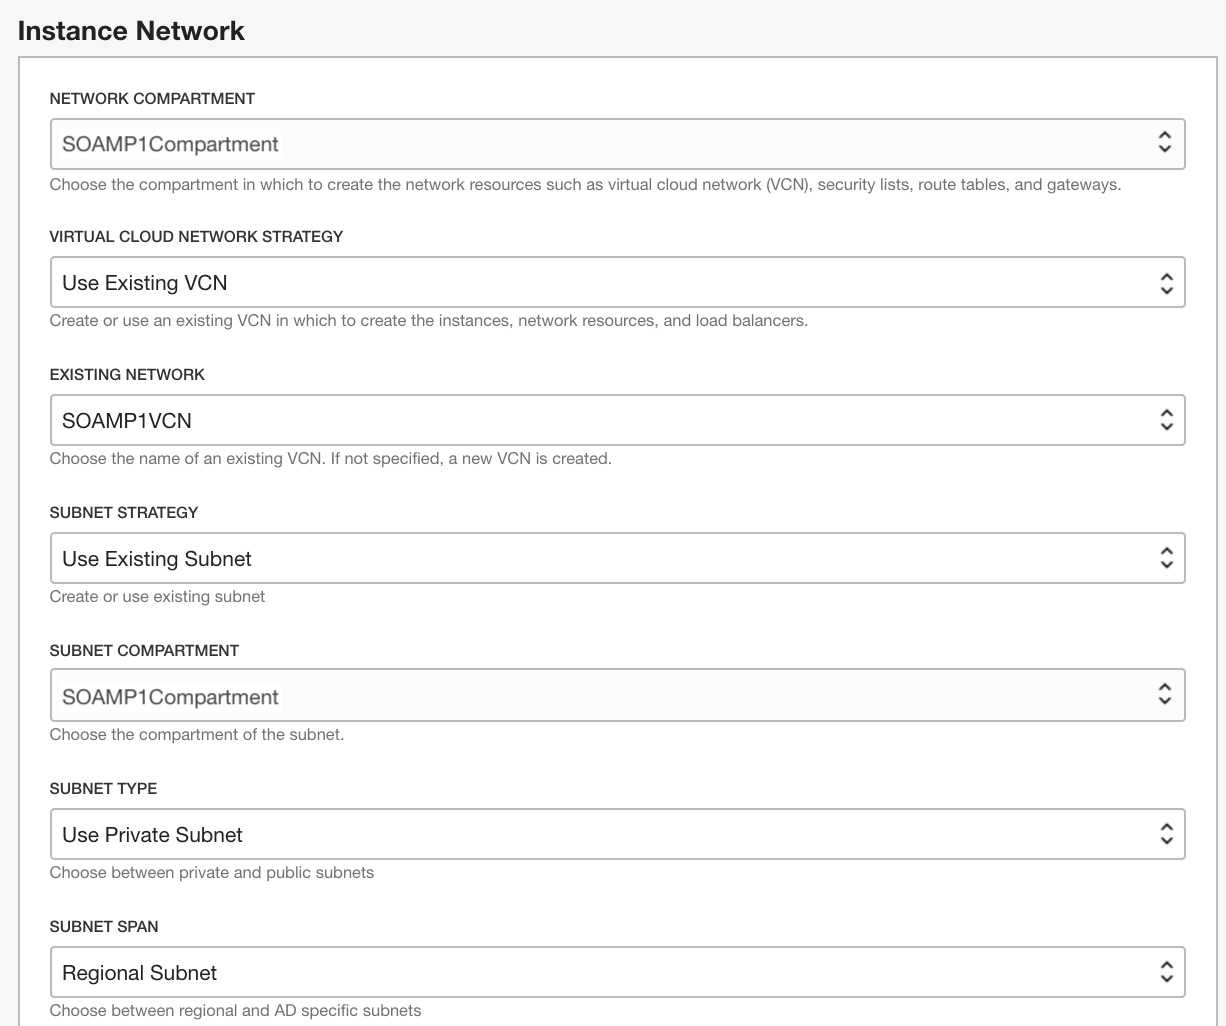 Instance Network
NETWORK COMPARTMENT
SOAMP1Compartment
Choose the compartment in which to create the network resources such as virtual cloud network (VCN), security lists, route tables, and gateways.
VIRTUAL CLOUD NETWORK STRATEGY
Use Existing VCN
Create or use an existing VCN in which to create the instances, network resources, and load balancers.
EXISTING NETWORK
SOAMP1VCN
Choose the name of an existing VCN. If not specified, a new VCN is created.
SUBNET STRATEGY
Use Existing Subnet
Create or use existing subnet
SUBNET COMPARTMENT
SOAMP1Compartment
Choose the compartment of the subnet.
SUBNET TYPE
Use Private Subnet
Choose between private and public subnets
SUBNET SPAN
Regional Subnet
Choose between regional and AD specific subnets